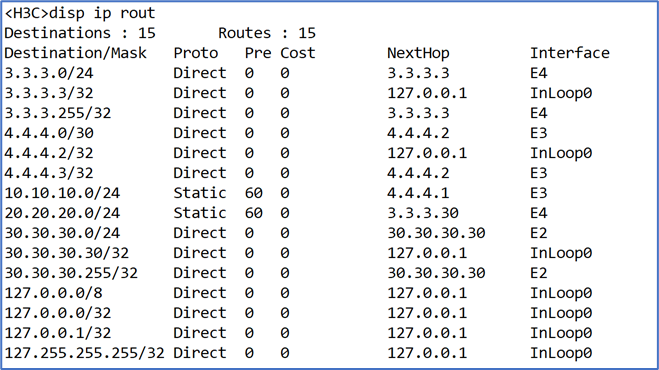 <H3C>disp ip rout
Destinations : 15 Routes : 15
Destination/Mask Proto Pre Cost NextHop Interface
3.3.3.0/24 Direct 0 0 3.3.3.3 E4
3.3.3.3/32 Direct 0 0 127.0.0.1 InLoop0
3.3.3.255/32 Direct 0 0 3.3.3.3 E4
4.4.4.0/30 Direct 0 0 4.4.4.2 E3
4.4.4.2/32 Direct 0 0 127.0.0.1 InLoop0
4.4.4.3/32 Direct 0 0 4.4.4.2 E3
10.10.10.0/24 Static 60 0 4.4.4.1 E3
20.20.20.0/24 Static 60 0 3.3.3.30 E4
30.30.30.0/24 Direct 0 0 30.30.30.30 E2
30.30.30.30/32 Direct 0 0 127.0.0.1 InLoop0
30.30.30.255/32 Direct 0 0 30.30.30.30 E2
127.0.0.0/8 Direct 0 0 127.0.0.1 InLoop0
127.0.0.0/32 Direct 0 0 127.0.0.1 InLoop0
127.0.0.1/32 Direct 0 0 127.0.0.1 InLoop0
127.255.255.255/32 Direct 0 0 127.0.0.1 InLoop0